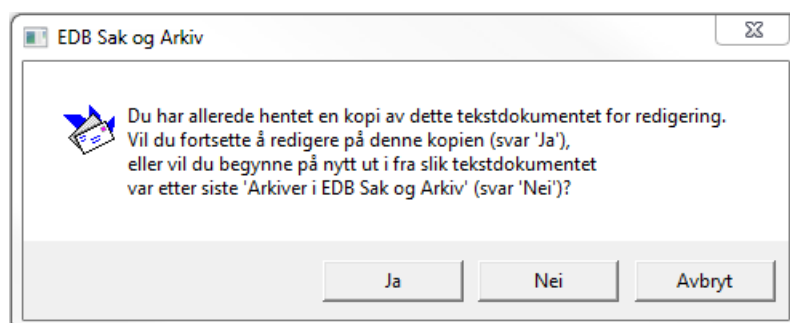 EDB Sak og Arkiv
Du har allerede hentet en kopi av dette tekstdokumentet for redigering.
Vil du fortsette å redigere på denne kopien (svar 'Ja'),
eller vil du begynne på nytt ut i fra slik tekstdokumentet
var etter siste 'Arkiver i EDB Sak og Arkiv' (svar 'Nei')?
Ja Nei Avbryt